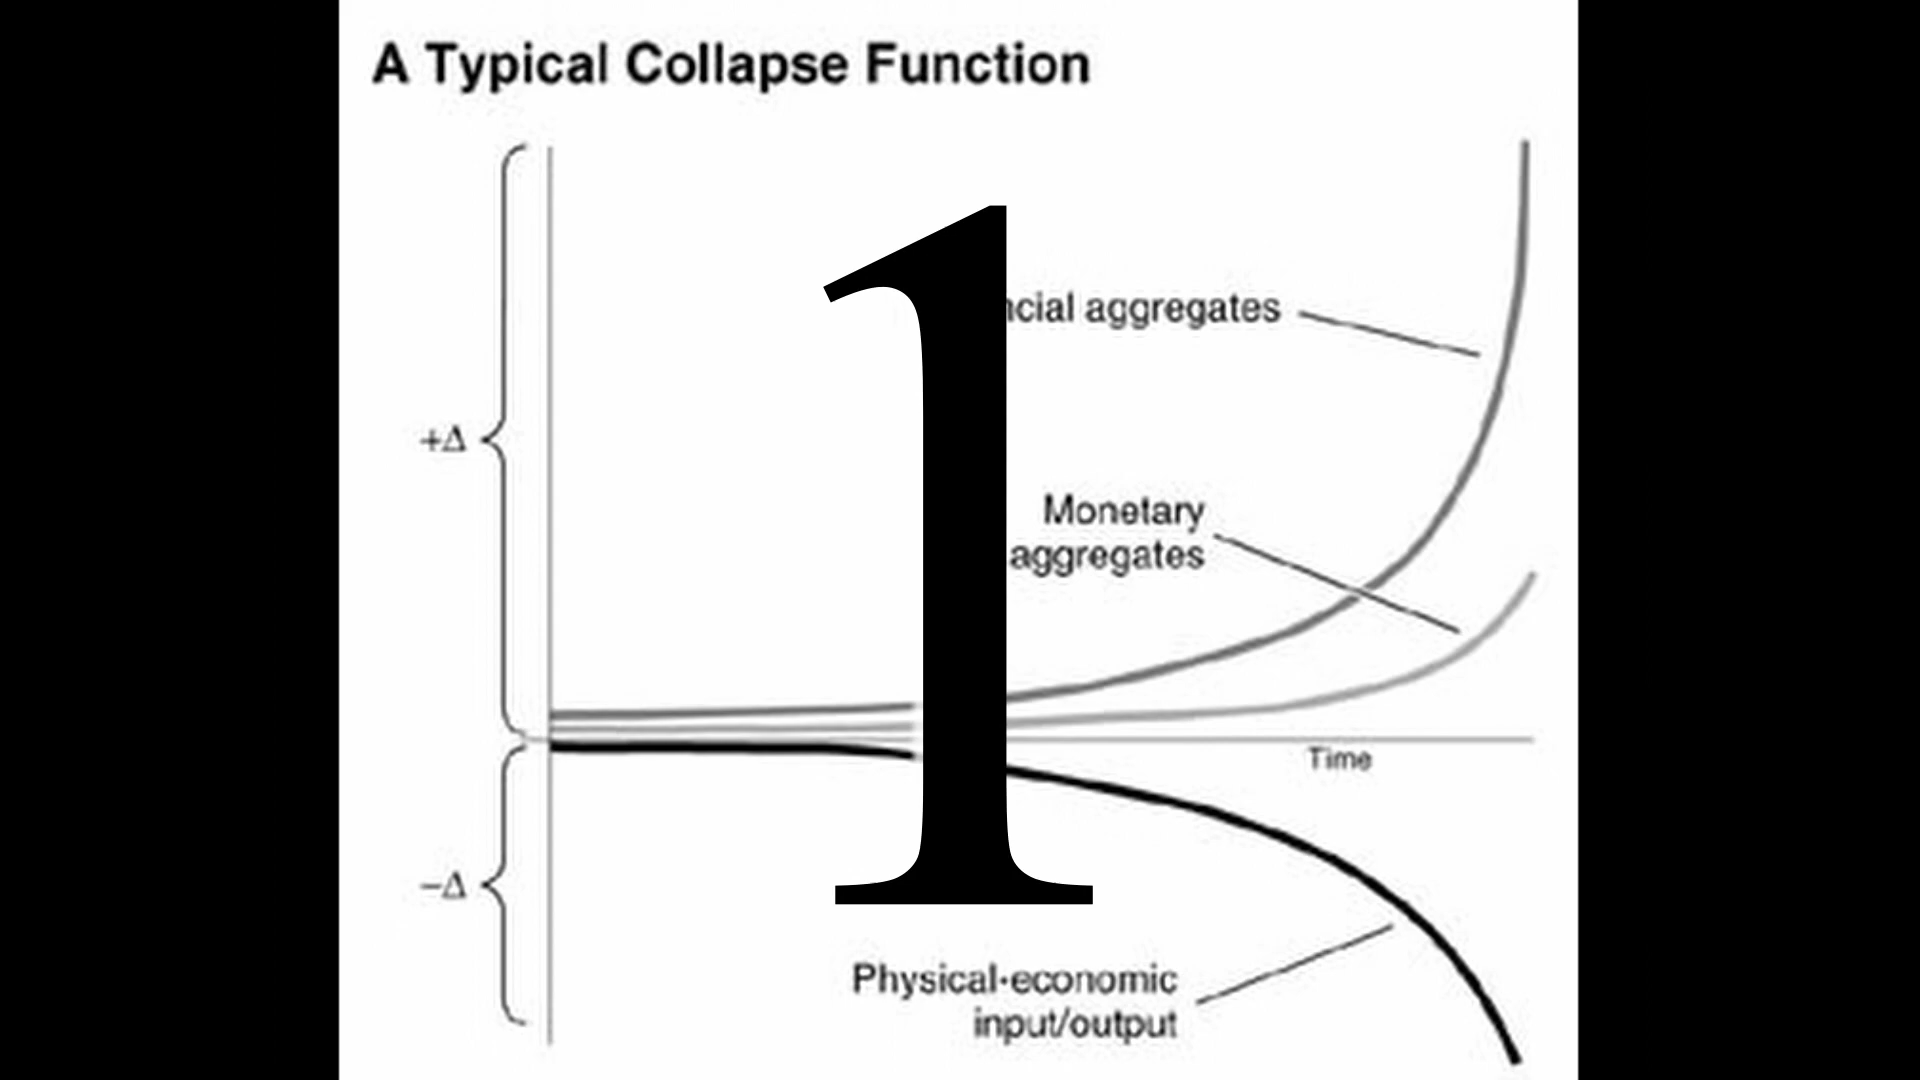 A Typical Collapse Function
1
ncial aggregates
+Δ
Monetary
aggregates
Time
−Δ
Physical-economic
input/output